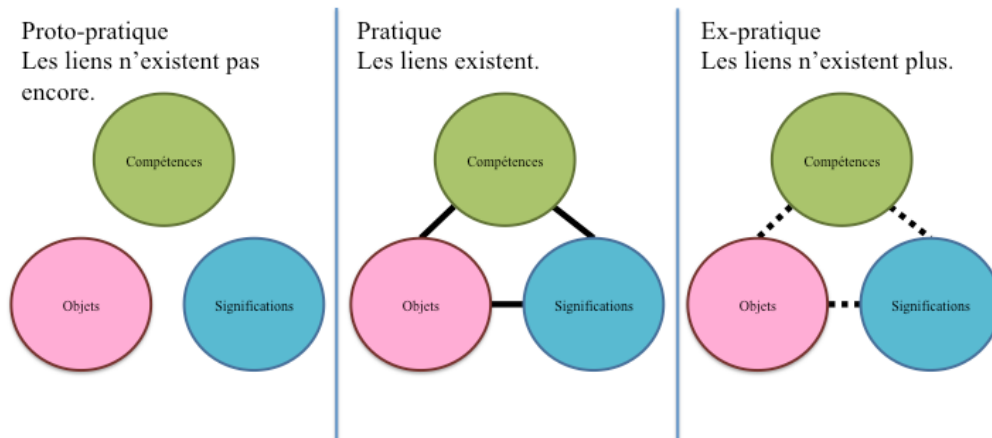 Proto-pratique
Les liens n’existent pas
encore.
Compétences
Objets
Significations
Pratique
Les liens existent.
Compétences
Objets
Significations
Ex-pratique
Les liens n’existent plus.
Compétences
Objets
Significations